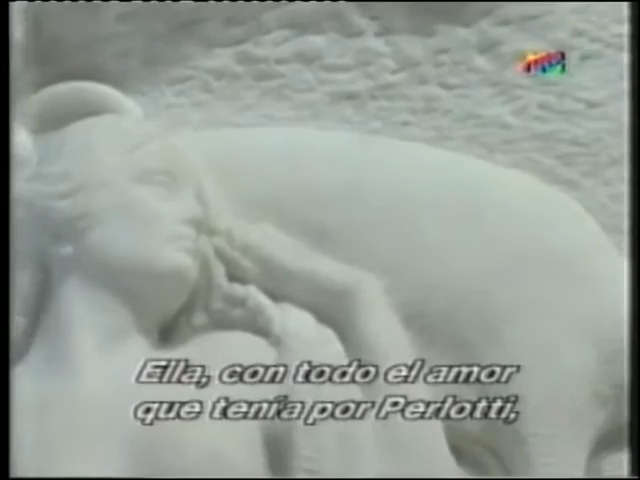 Ella, con todo el amor
que tenía por Perlotti,